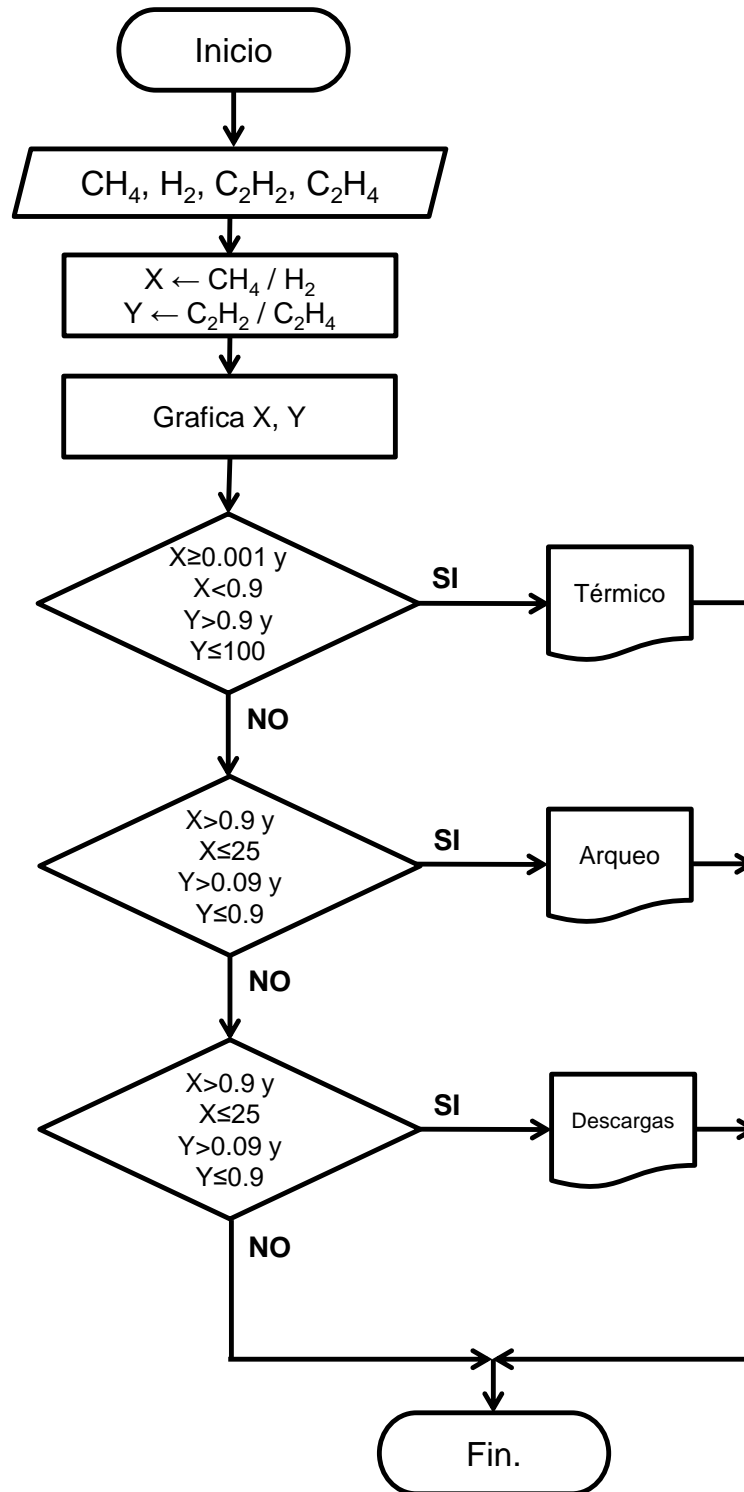 Inicio
CH₄, H₂, C₂H₂, C₂H₄
X ← CH₄ / H₂
Y ← C₂H₂ / C₂H₄
Grafica X, Y
X≥0.001 y
X<0.9
Y>0.9 y
Y≤100
SI
Térmico
NO
X>0.9 y
X≤25
Y>0.09 y
Y≤0.9
SI
Arqueo
NO
X>0.9 y
X≤25
Y>0.09 y
Y≤0.9
SI
Descargas
NO
Fin.